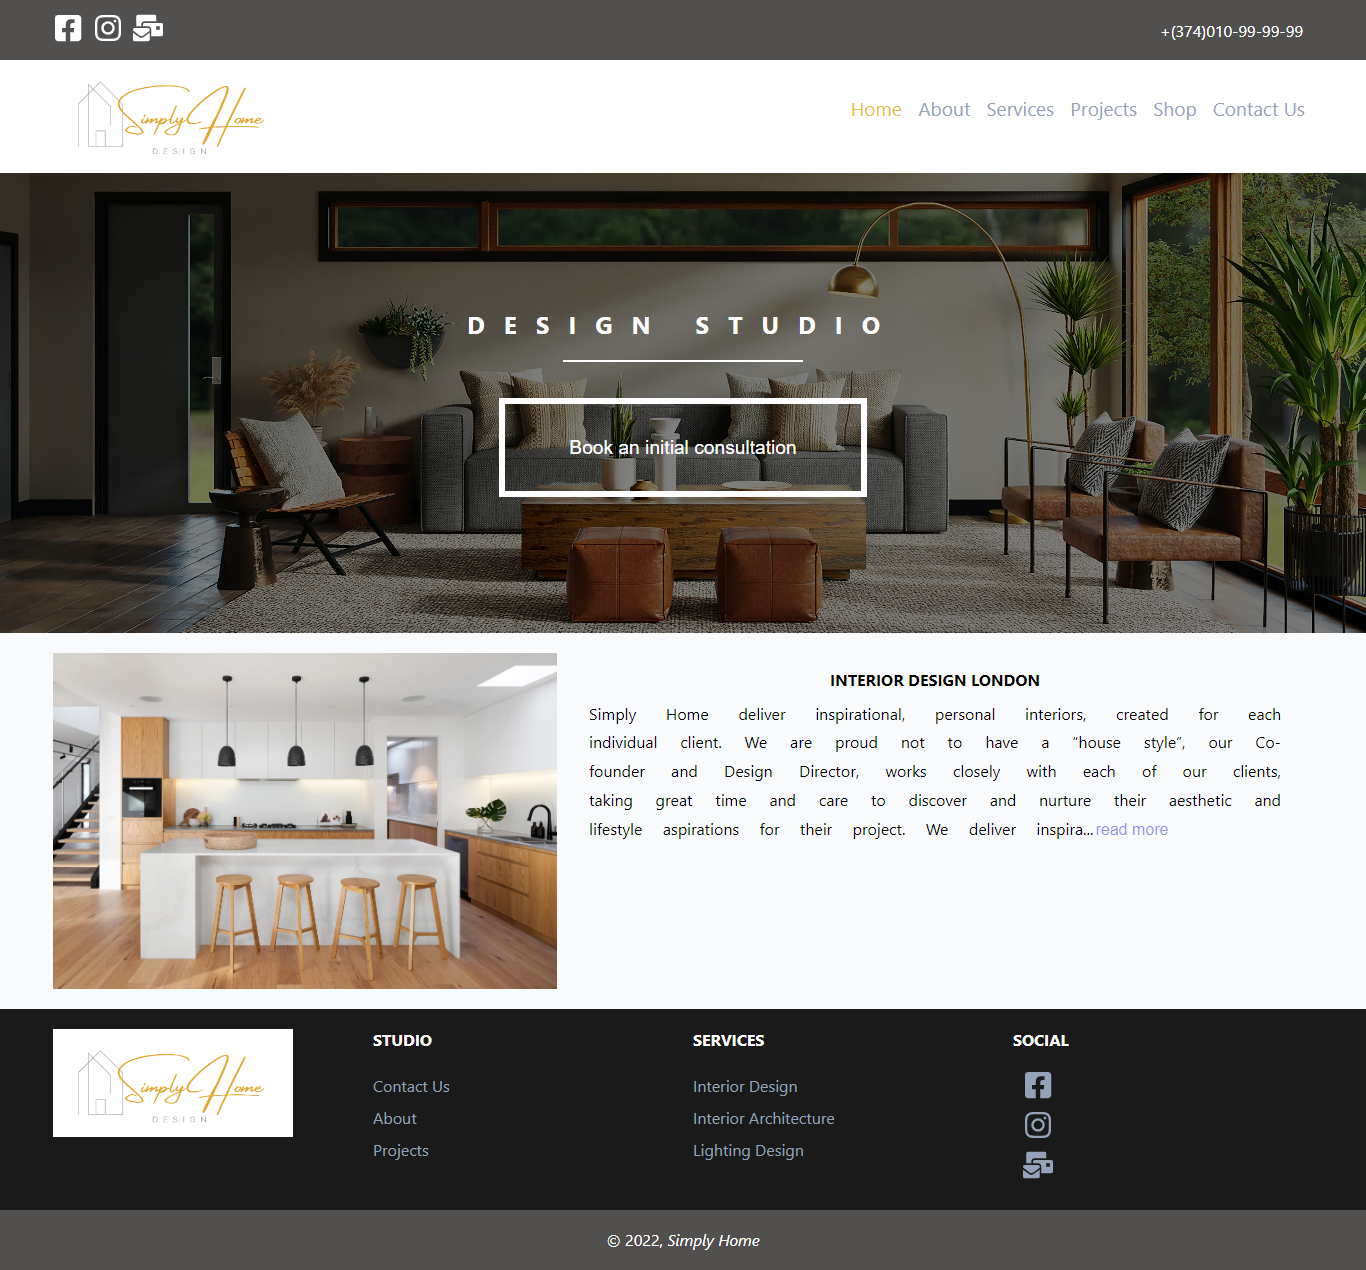 +(374)010-99-99-99
Simply Home
DESIGN
Home About Services Projects Shop Contact Us
DESIGN STUDIO
Book an initial consultation
INTERIOR DESIGN LONDON
Simply Home deliver inspirational, personal interiors, created for each
individual client. We are proud not to have a “house style”, our Co-
founder and Design Director, works closely with each of our clients,
taking great time and care to discover and nurture their aesthetic and
lifestyle aspirations for their project. We deliver inspira... read more
Simply Home
DESIGN
STUDIO
Contact Us
About
Projects
SERVICES
Interior Design
Interior Architecture
Lighting Design
SOCIAL
© 2022, Simply Home